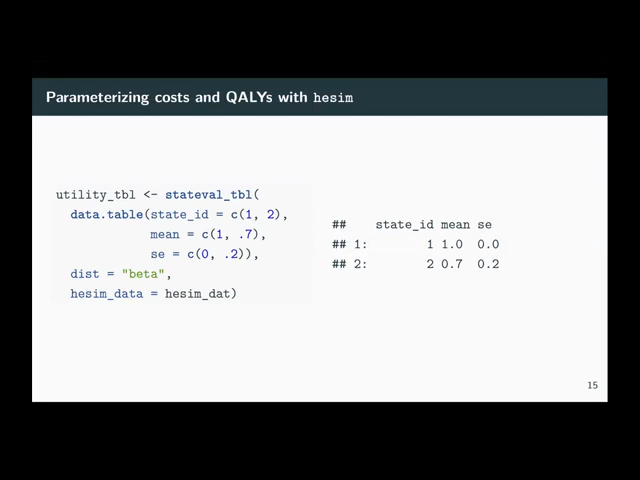 Parameterizing costs and QALYs with hesim
utility_tbl <- stateval_tbl(
data.table(state_id = c(1, 2),
mean = c(1, .7),
se = c(0, .2)),
dist = "beta",
hesim_data = hesim_dat)
## state_id mean se
## 1: 1 1.0 0.0
## 2: 2 0.7 0.2
15